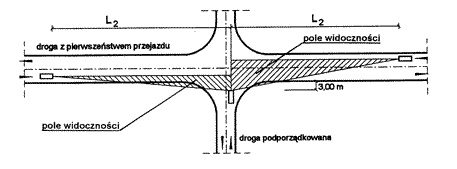 L2
L2
droga z pierwszeństwem przejazdu
pole widoczności
3,00 m
pole widoczności
droga podporządkowana